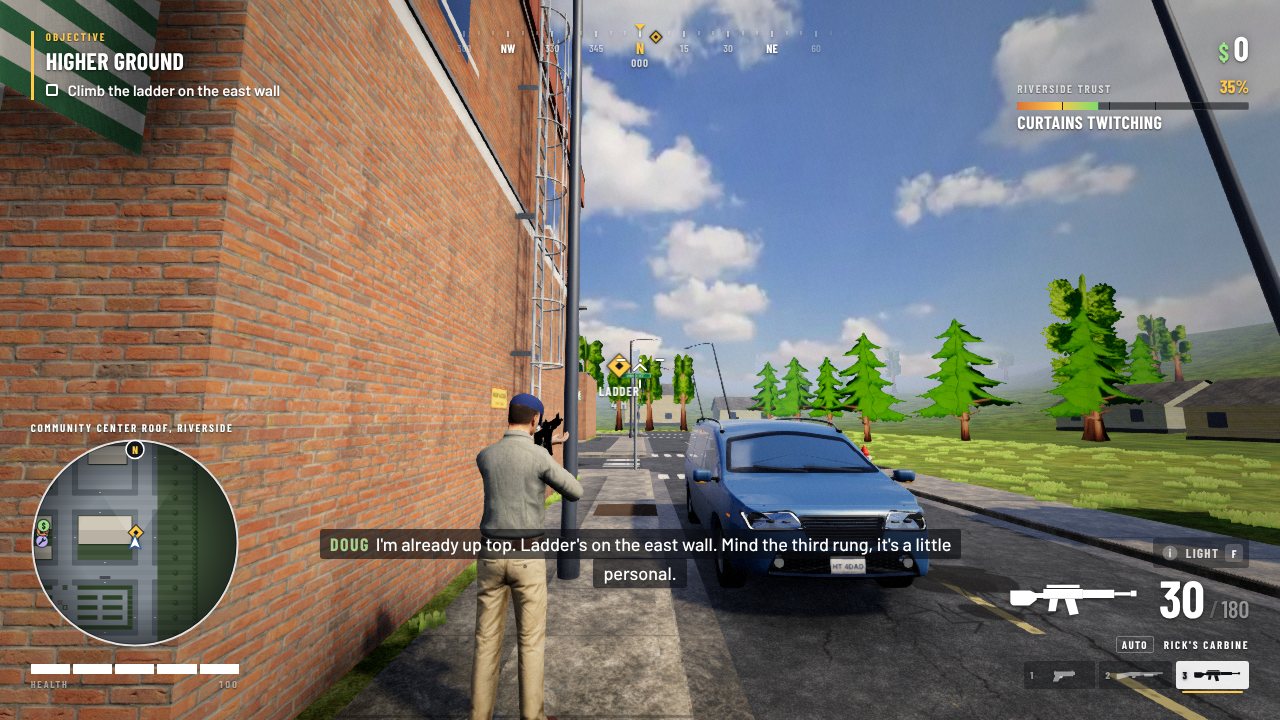 OBJECTIVE
HIGHER GROUND
Climb the ladder on the east wall
NW 330 345 N 15 30 NE 60
000
$0
RIVERSIDE TRUST 35%
CURTAINS TWITCHING
LADDER
COMMUNITY CENTER ROOF, RIVERSIDE
N
$
DOUG I'm already up top. Ladder's on the east wall. Mind the third rung, it's a little
personal.
HT 4DAD
LIGHT F
30 / 180
AUTO RICK'S CARBINE
1 2 3
HEALTH 100